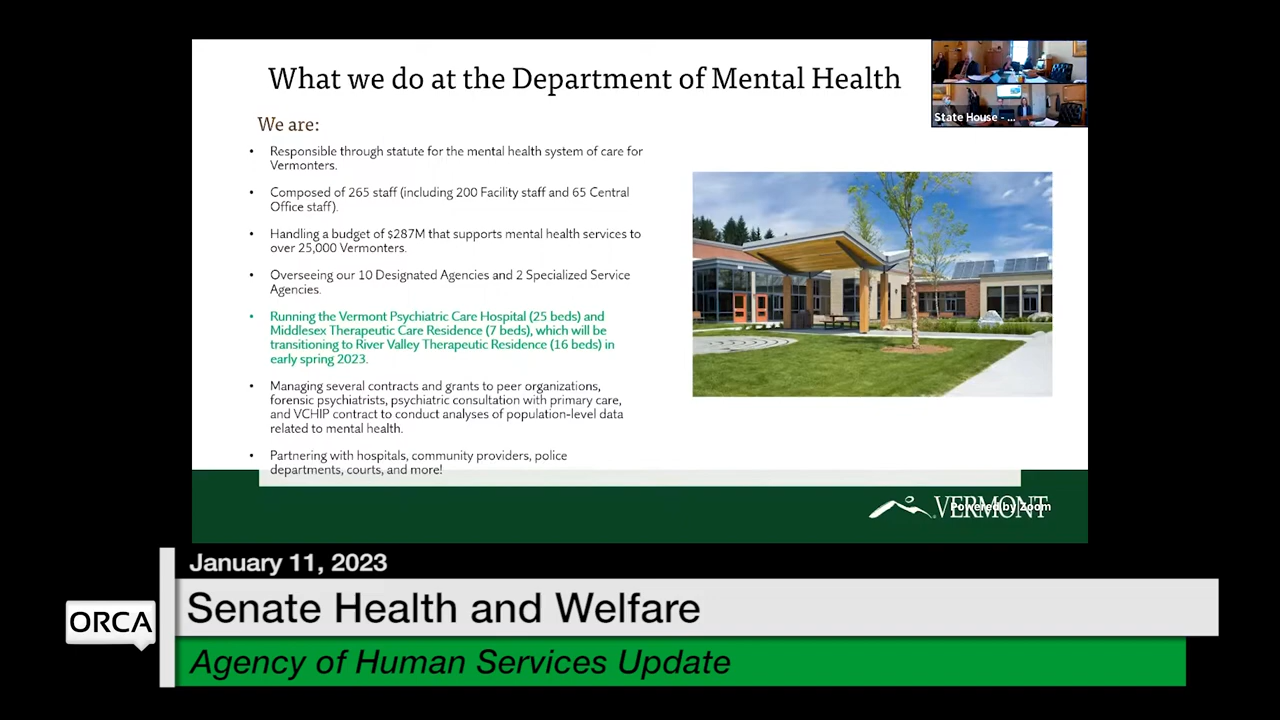 What we do at the Department of Mental Health
State House - ...
We are:
• Responsible through statute for the mental health system of care for
Vermonters.
• Composed of 265 staff (including 200 Facility staff and 65 Central
Office staff).
• Handling a budget of $287M that supports mental health services to
over 25,000 Vermonters.
• Overseeing our 10 Designated Agencies and 2 Specialized Service
Agencies.
• Running the Vermont Psychiatric Care Hospital (25 beds) and
Middlesex Therapeutic Care Residence (7 beds), which will be
transitioning to River Valley Therapeutic Residence (16 beds) in
early spring 2023.
• Managing several contracts and grants to peer organizations,
forensic psychiatrists, psychiatric consultation with primary care,
and VCHIP contract to conduct analyses of population-level data
related to mental health.
• Partnering with hospitals, community providers, police
departments, courts, and more!
VERMONT
Powered by Zoom
January 11, 2023
Senate Health and Welfare
ORCA
Agency of Human Services Update